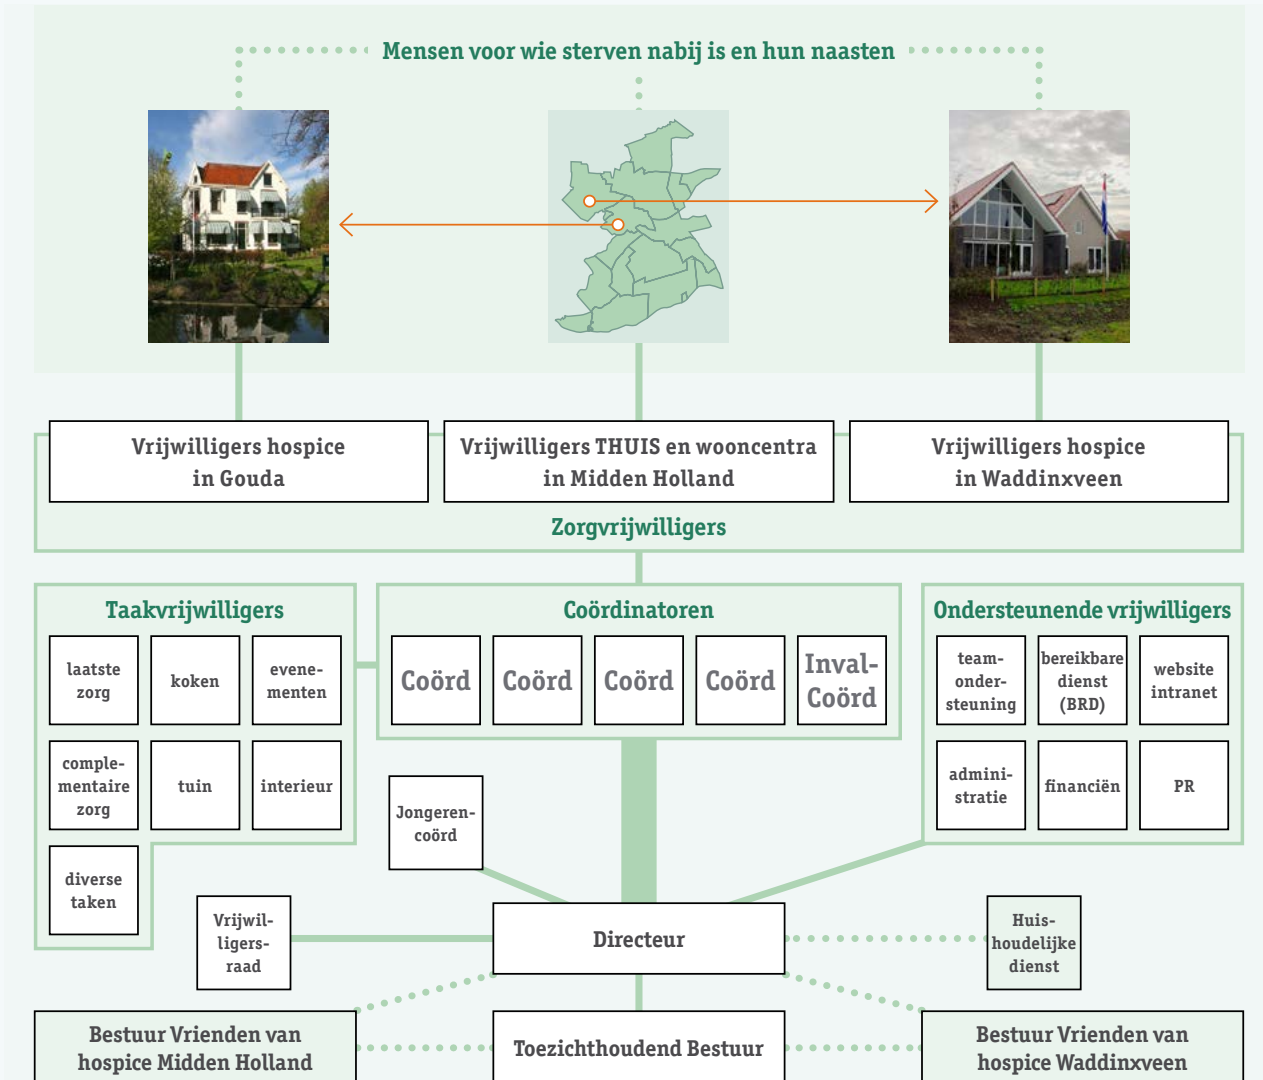 Mensen voor wie sterven nabij is en hun naasten
Vrijwilligers hospice
in Gouda
Vrijwilligers THUIS en wooncentra
in Midden Holland
Vrijwilligers hospice
in Waddinxveen
Zorgvrijwilligers
Taakvrijwilligers
laatste
zorg
koken
evene-
menten
comple-
mentaire
zorg
tuin
interieur
diverse
taken
Coördinatoren
Coörd
Coörd
Coörd
Coörd
Inval-
Coörd
Ondersteunende vrijwilligers
team-
onder-
steuning
bereikbare
dienst
(BRD)
website
intranet
admini-
stratie
financiën
PR
Jongeren-
coörd
Vrijwil-
ligers-
raad
Directeur
Huis-
houdelijke
dienst
Bestuur Vrienden van
hospice Midden Holland
Toezichthoudend Bestuur
Bestuur Vrienden van
hospice Waddinxveen